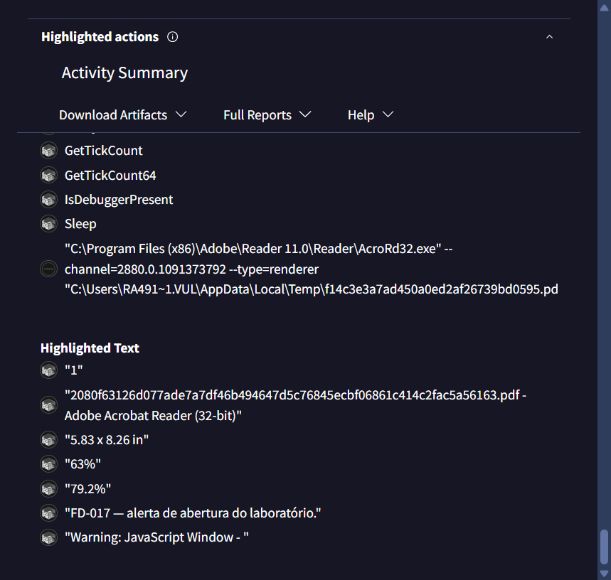 Highlighted actions
Activity Summary
Download Artifacts Full Reports Help
GetTickCount
GetTickCount64
IsDebuggerPresent
Sleep
"C:\Program Files (x86)\Adobe\Reader 11.0\Reader\AcroRd32.exe" --
channel=2880.0.1091373792 --type=renderer
"C:\Users\RA491~1.VUL\AppData\Local\Temp\f14c3e3a7ad450a0ed2af26739bd0595.pd
Highlighted Text
"1"
"2080f63126d077ade7a7df46b494647d5c76845ecbf06861c414c2fac5a56163.pdf -
Adobe Acrobat Reader (32-bit)"
"5.83 x 8.26 in"
"63%"
"79.2%"
"FD-017 — alerta de abertura do laboratório."
"Warning: JavaScript Window - "